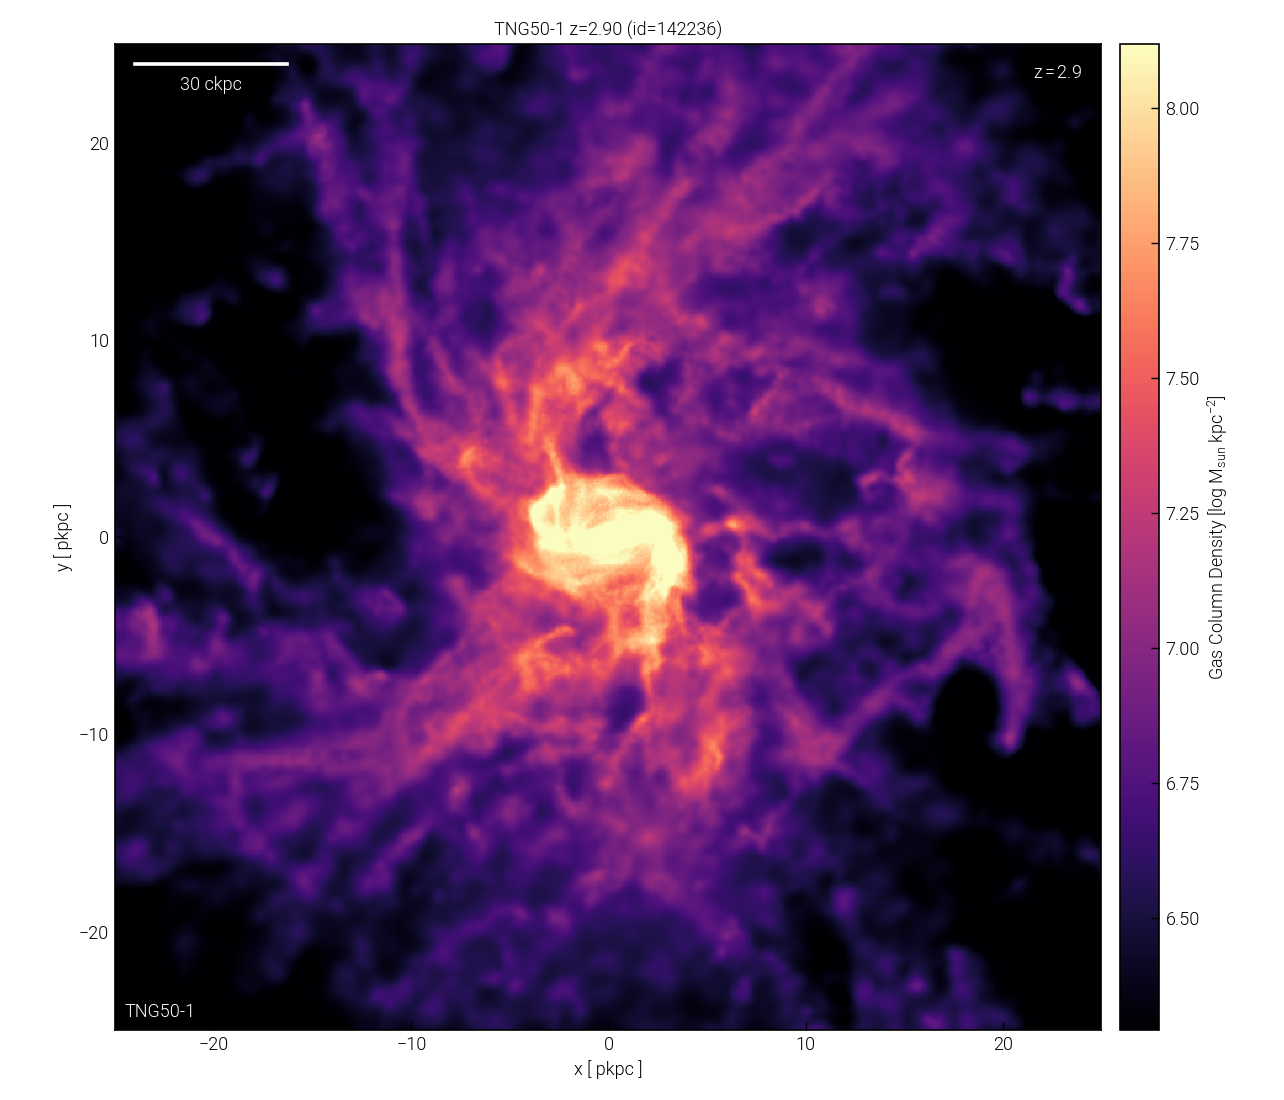 TNG50-1 z=2.90 (id=142236)
30 ckpc
z=2.9
8.00
7.75
7.50
7.25
7.00
6.75
6.50
Gas Column Density [log M_sun kpc^−2]
20
10
0
−10
−20
y [ pkpc ]
TNG50-1
−20
−10
0
10
20
x [ pkpc ]